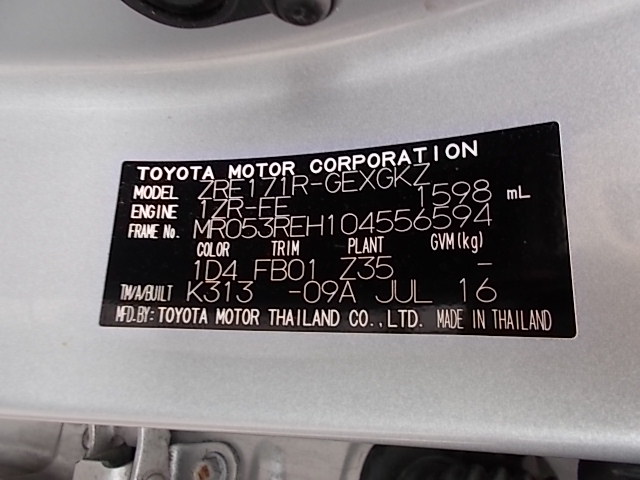 TOYOTA MOTOR CORPORATION
MODEL ZRE171R-GEXGKZ
ENGINE 1ZR-FE 1598 mL
FRAME No. MR053REH104556594
COLOR TRIM PLANT GVM(kg)
1D4 FB01 Z35 -
TM/A/BUILT K313 -09A JUL 16
MFD.BY: TOYOTA MOTOR THAILAND CO., LTD. MADE IN THAILAND